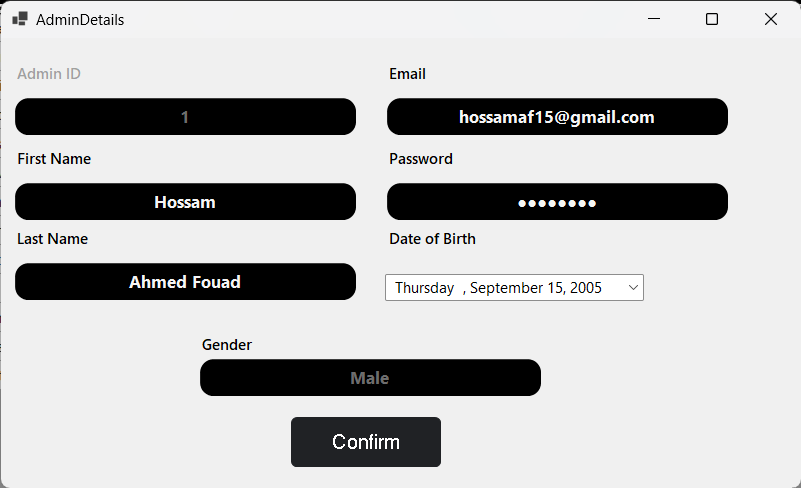 AdminDetails
Admin ID
Email
1
hossamaf15@gmail.com
First Name
Password
Hossam
●●●●●●●●
Last Name
Date of Birth
Ahmed Fouad
Thursday , September 15, 2005
Gender
Male
Confirm